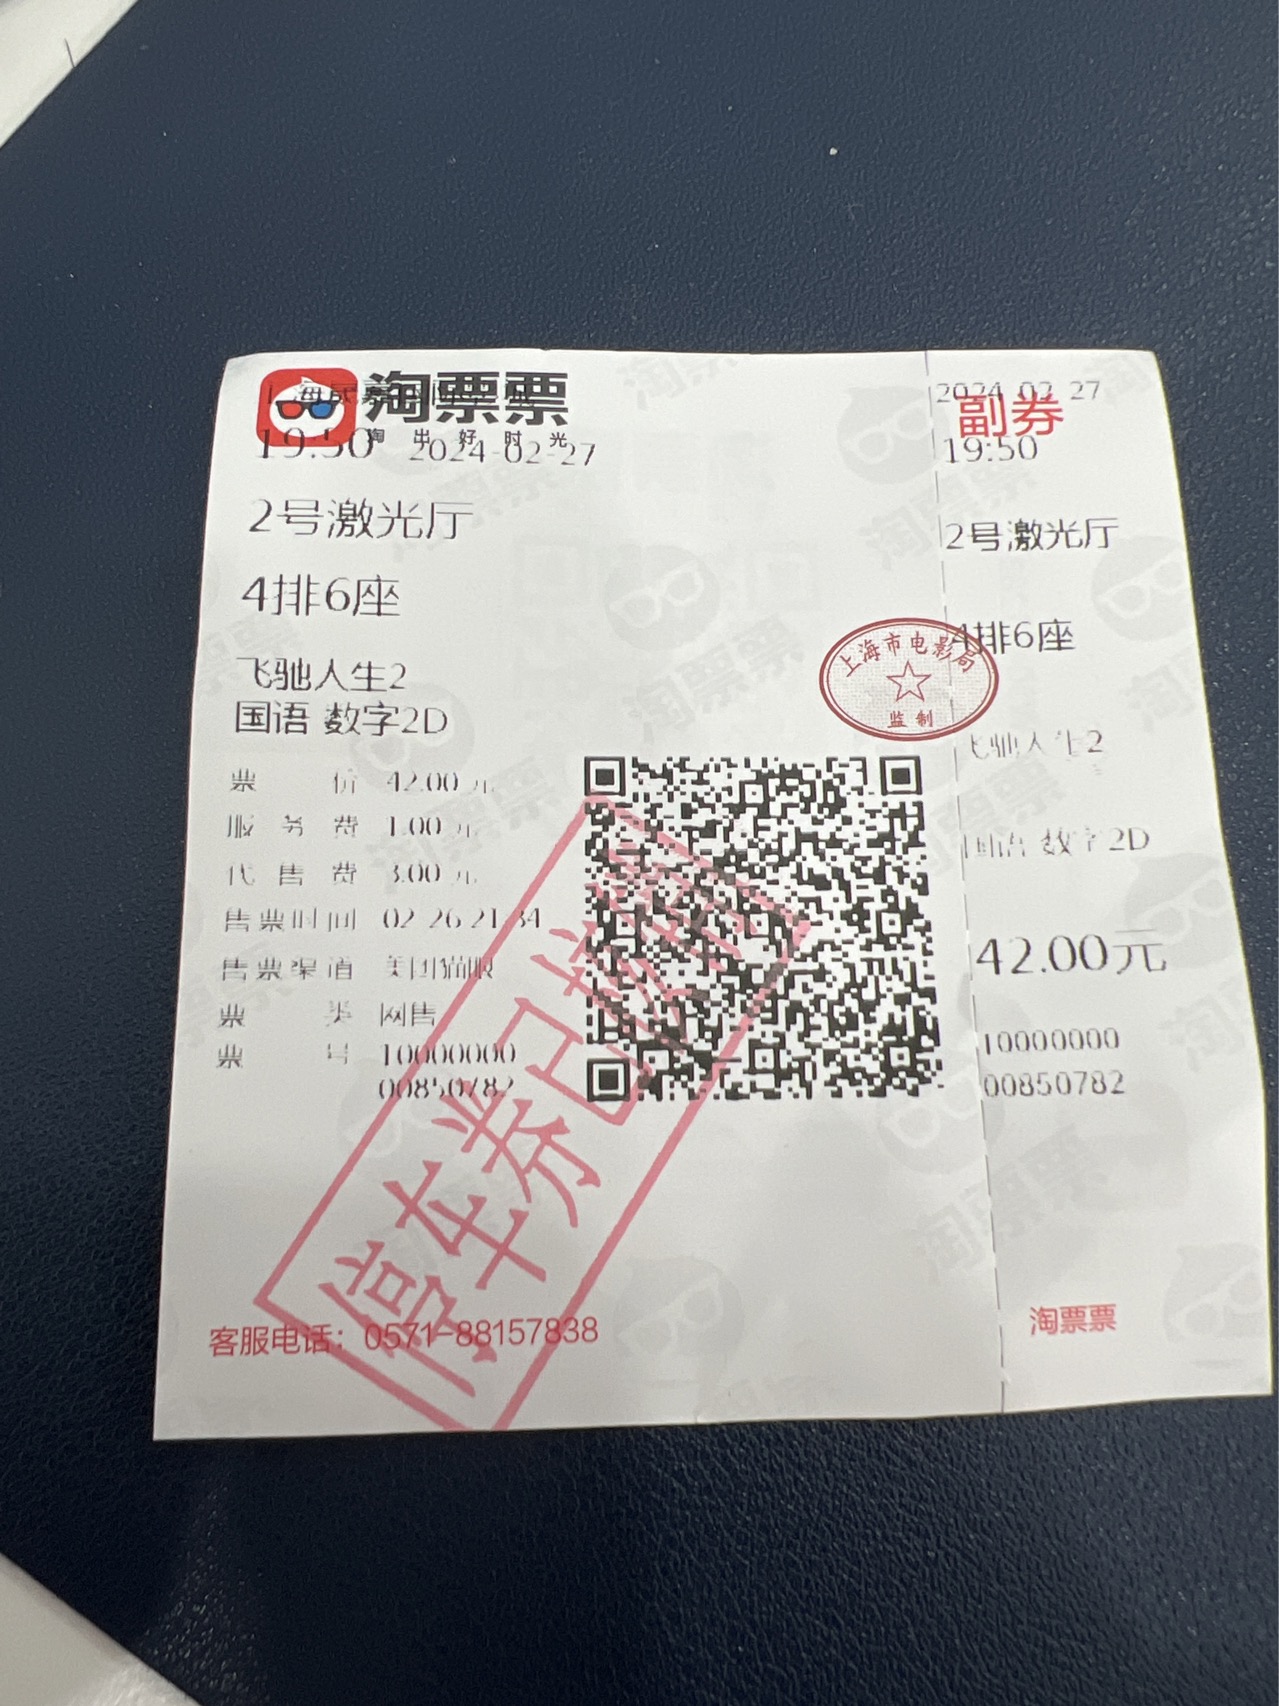 淘票票
淘出好时光
19:50 2024-02-27
2号激光厅
4排6座
飞驰人生2
国语 数字2D
票 价 42.00元
服务费 1.00元
代售费 3.00元
售票时间 02-26 21:34
售票渠道 美团猫眼
票 类 网售
票 号 10000000
00850782
客服电话：0571-88157838
停车券已核销
上海市电影局
监制
2024-02-27
副券
19:50
2号激光厅
4排6座
飞驰人生2
国语 数字2D
42.00元
10000000
00850782
淘票票